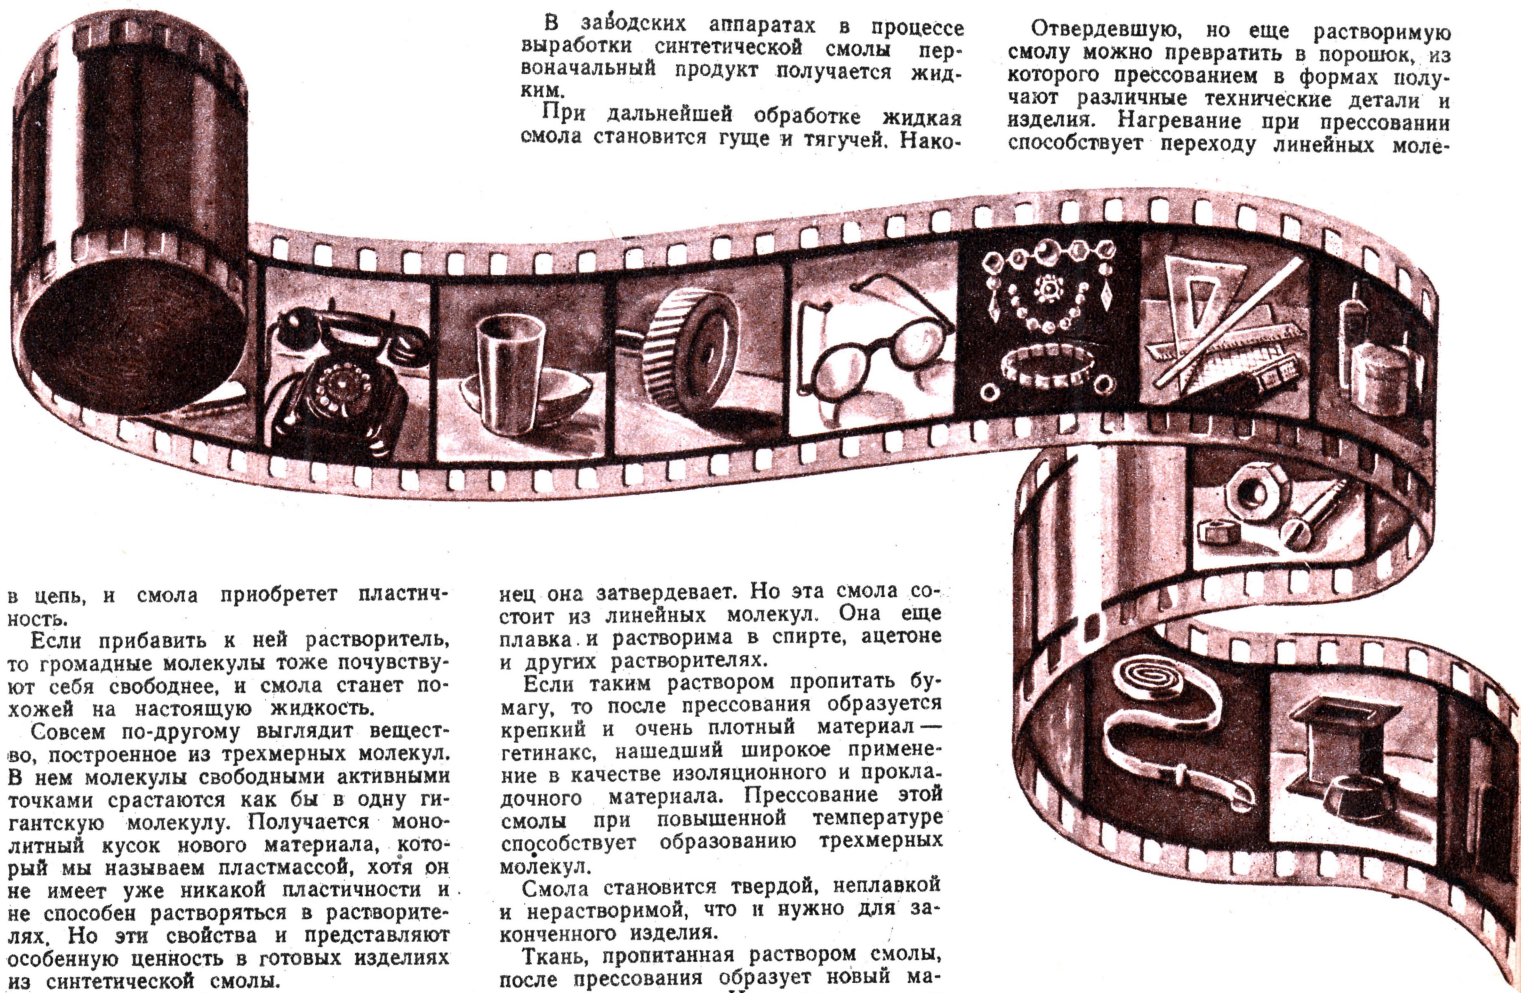 в цепь, и смола приобретет пластич-
ность.
Если прибавить к ней растворитель,
то громадные молекулы тоже почувству-
ют себя свободнее, и смола станет по-
хожей на настоящую жидкость.
Совсем по-другому выглядит вещест-
во, построенное из трехмерных молекул.
В нем молекулы свободными активными
точками срастаются как бы в одну ги-
гантскую молекулу. Получается моно-
литный кусок нового материала, кото-
рый мы называем пластмассой, хотя он
не имеет уже никакой пластичности и
не способен растворяться в растворите-
лях. Но эти свойства и представляют
особенную ценность в готовых изделиях
из синтетической смолы.
В заводских аппаратах в процессе
выработки синтетической смолы пер-
воначальный продукт получается жид-
ким.
При дальнейшей обработке жидкая
смола становится гуще и тягучей. Нако-
нец она затвердевает. Но эта смола со-
стоит из линейных молекул. Она еще
плавка и растворима в спирте, ацетоне
и других растворителях.
Если таким раствором пропитать бу-
магу, то после прессования образуется
крепкий и очень плотный материал —
гетинакс, нашедший широкое примене-
ние в качестве изоляционного и прокла-
дочного материала. Прессование этой
смолы при повышенной температуре
способствует образованию трехмерных
молекул.
Смола становится твердой, неплавкой
и нерастворимой, что и нужно для за-
конченного изделия.
Ткань, пропитанная раствором смолы,
после прессования образует новый ма-
Отвердевшую, но еще растворимую
смолу можно превратить в порошок, из
которого прессованием в формах полу-
чают различные технические детали и
изделия. Нагревание при прессовании
способствует переходу линейных моле-